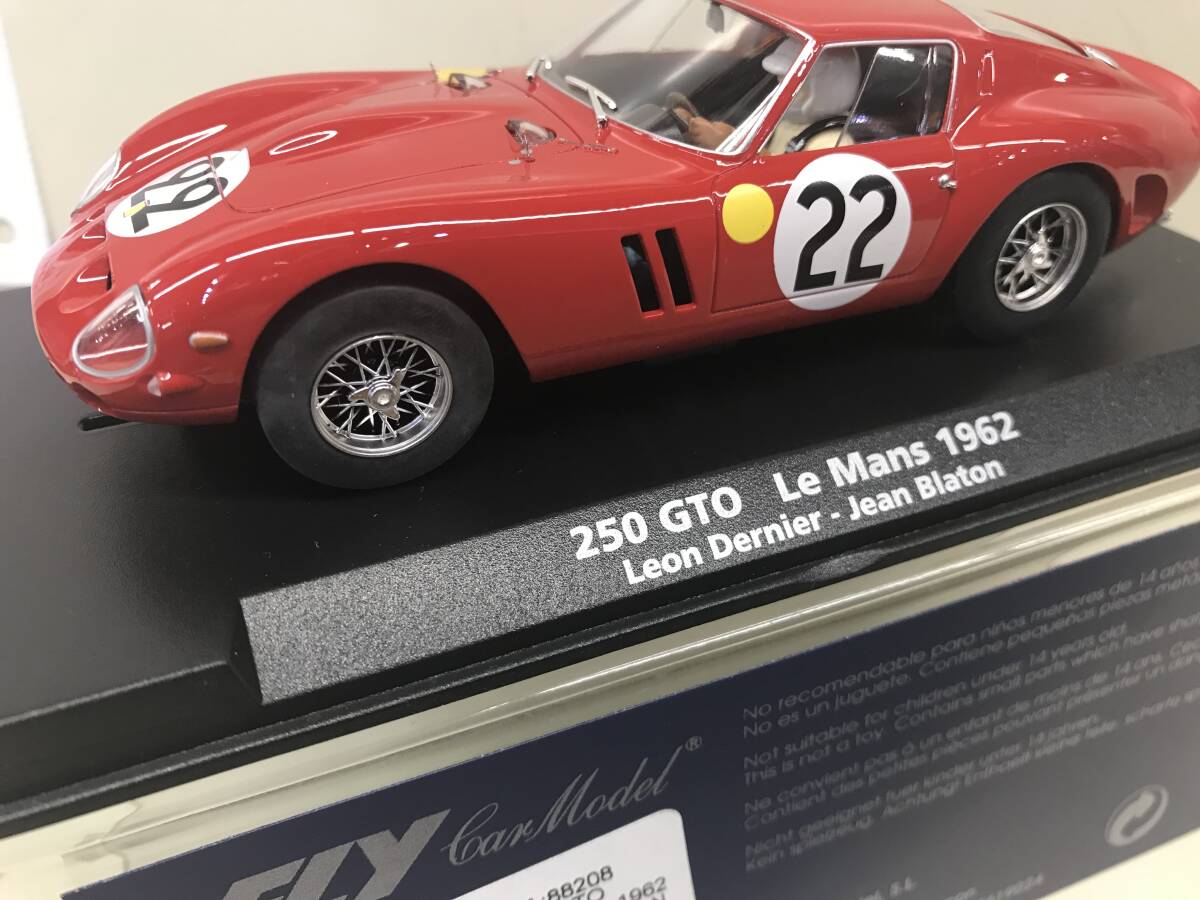 22
22
250 GTO Le Mans 1962
Leon Dernier - Jean Blaton
No recomendable para niños menores de 14 años
No es un juguete. Contiene pequeñas piezas
Not suitable for children under 14 years old.
This is not a toy. Contains small parts which have
Ne convient pas à un enfant de moins de 14 ans.
Contient des petites pièces pouvant présenter un
Nicht geeignet fuer kinder unter 14 jahren.
Kein spielzeug. Achtung! Enthaelt kleine teile, scharfe
FLY Car Model®
88208
1962